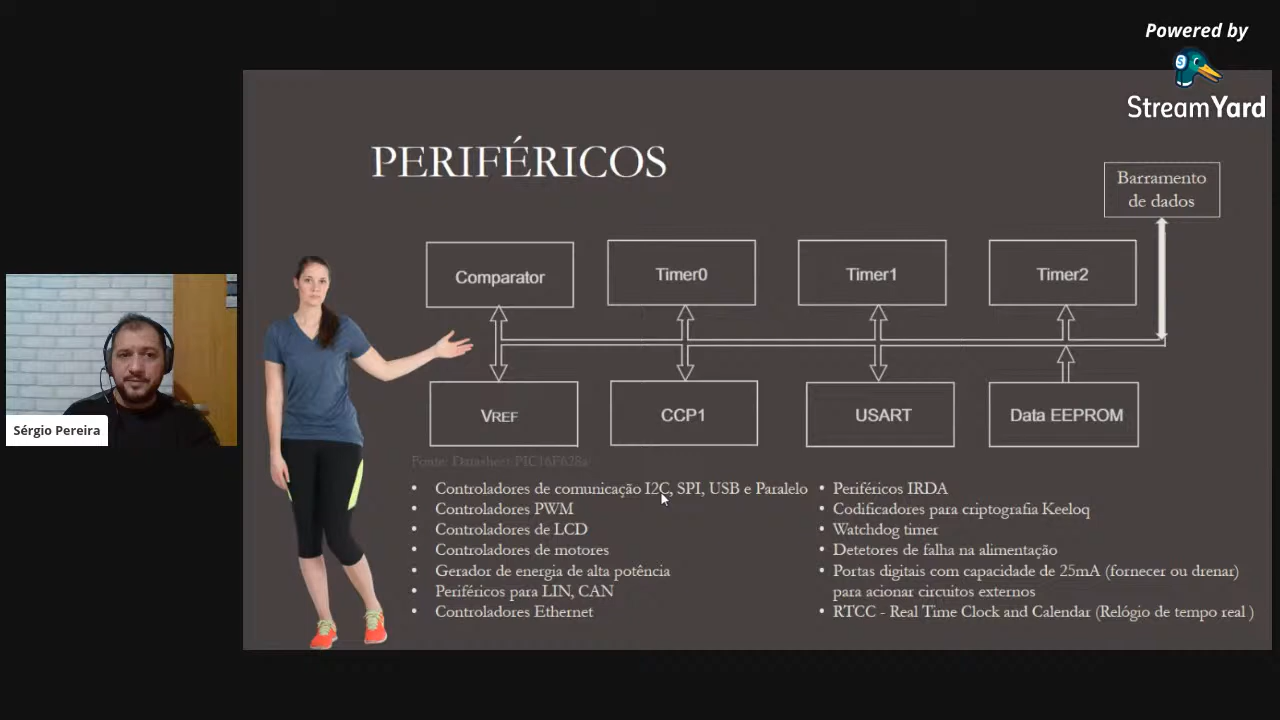 Powered by
StreamYard
PERIFÉRICOS
Barramento
de dados
Comparator
Timer0
Timer1
Timer2
VREF
CCP1
USART
Data EEPROM
Fonte: Datasheet PIC16F628a
• Controladores de comunicação I2C, SPI, USB e Paralelo
• Controladores PWM
• Controladores de LCD
• Controladores de motores
• Gerador de energia de alta potência
• Periféricos para LIN, CAN
• Controladores Ethernet
• Periféricos IRDA
• Codificadores para criptografia Keeloq
• Watchdog timer
• Detetores de falha na alimentação
• Portas digitais com capacidade de 25mA (fornecer ou drenar)
para acionar circuitos externos
• RTCC - Real Time Clock and Calendar (Relógio de tempo real )
Sérgio Pereira